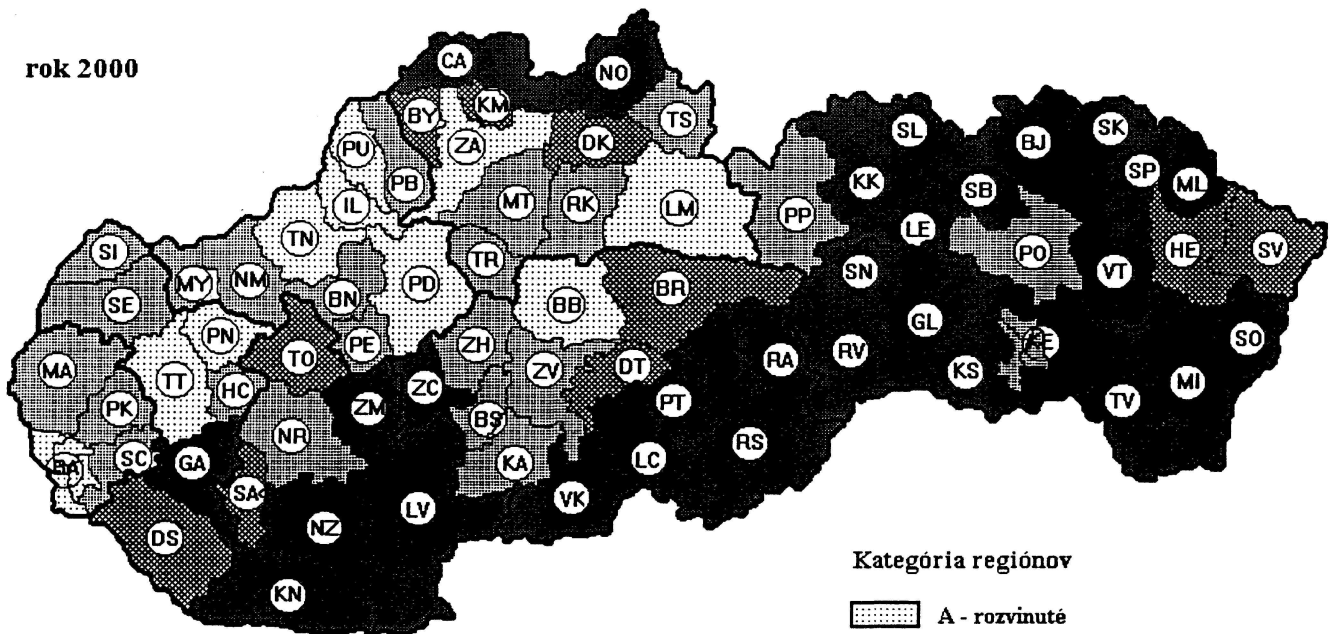 rok 2000
CA
NO
BY
KM
TS
PU
ZA
DK
SL
BJ
SK
PB
IL
MT
RK
LM
PP
KK
SB
SP
ML
TN
LE
PO
HE
SV
SI
MY
NM
TR
SN
VT
SE
BN
PD
BB
BR
PN
TO
PE
ZH
GL
SO
MA
TT
HC
ZC
ZV
DT
RA
RV
KS
MI
PK
ZM
BS
PT
TV
SC
GA
NR
KA
LC
RS
SA
VK
DS
NZ
LV
KN
Kategória regiónov
A - rozvinuté